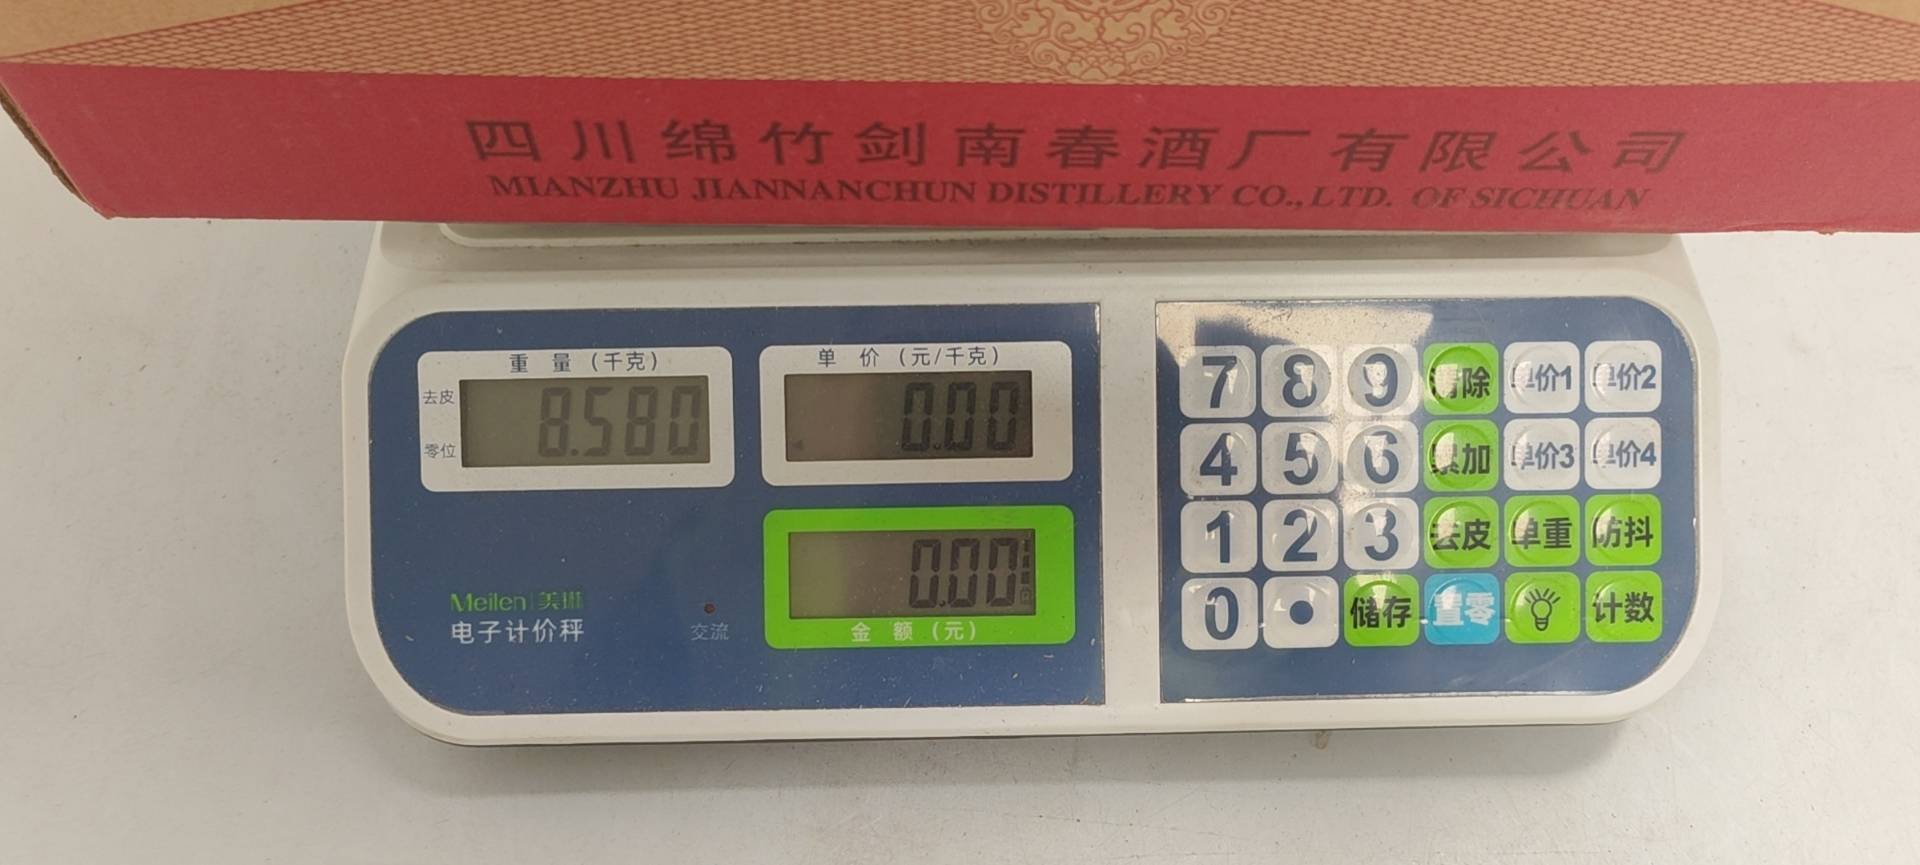 四川绵竹剑南春酒厂有限公司
MIANZHU JIANNANCHUN DISTILLERY CO., LTD. OF SICHUAN
重 量 (千克)
去皮
零位
8.580
单 价 (元/千克)
0.00
0.00
金 额 (元)
Meilen|美琳
电子计价秤
交流
7 8 9 清除 单价1 单价2
4 5 6 累加 单价3 单价4
1 2 3 去皮 单重 防抖
0 • 储存 置零 计数